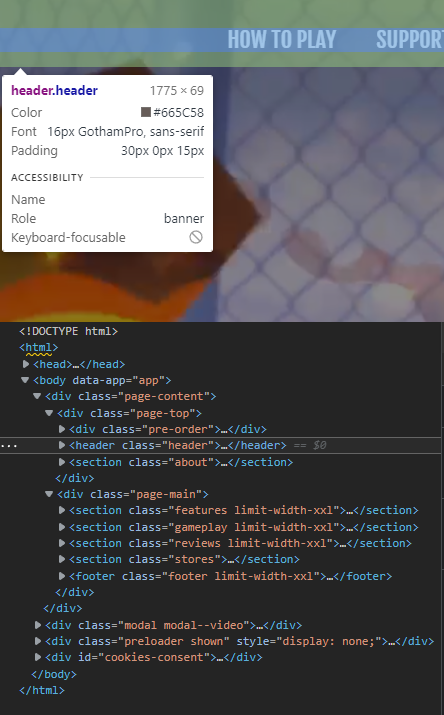 HOW TO PLAY SUPPOR
header.header 1775 × 69
Color #665C58
Font 16px GothamPro, sans-serif
Padding 30px 0px 15px
ACCESSIBILITY
Name
Role banner
Keyboard-focusable
<!DOCTYPE html>
<html>
<head>…</head>
<body data-app="app">
<div class="page-content">
<div class="page-top">
<div class="pre-order">…</div>
... <header class="header">…</header> == $0
<section class="about">…</section>
</div>
<div class="page-main">
<section class="features limit-width-xxl">…</section>
<section class="gameplay limit-width-xxl">…</section>
<section class="reviews limit-width-xxl">…</section>
<section class="stores">…</section>
<footer class="footer limit-width-xxl">…</footer>
</div>
</div>
<div class="modal modal--video">…</div>
<div class="preloader shown" style="display: none;">…</div>
<div id="cookies-consent">…</div>
</body>
</html>